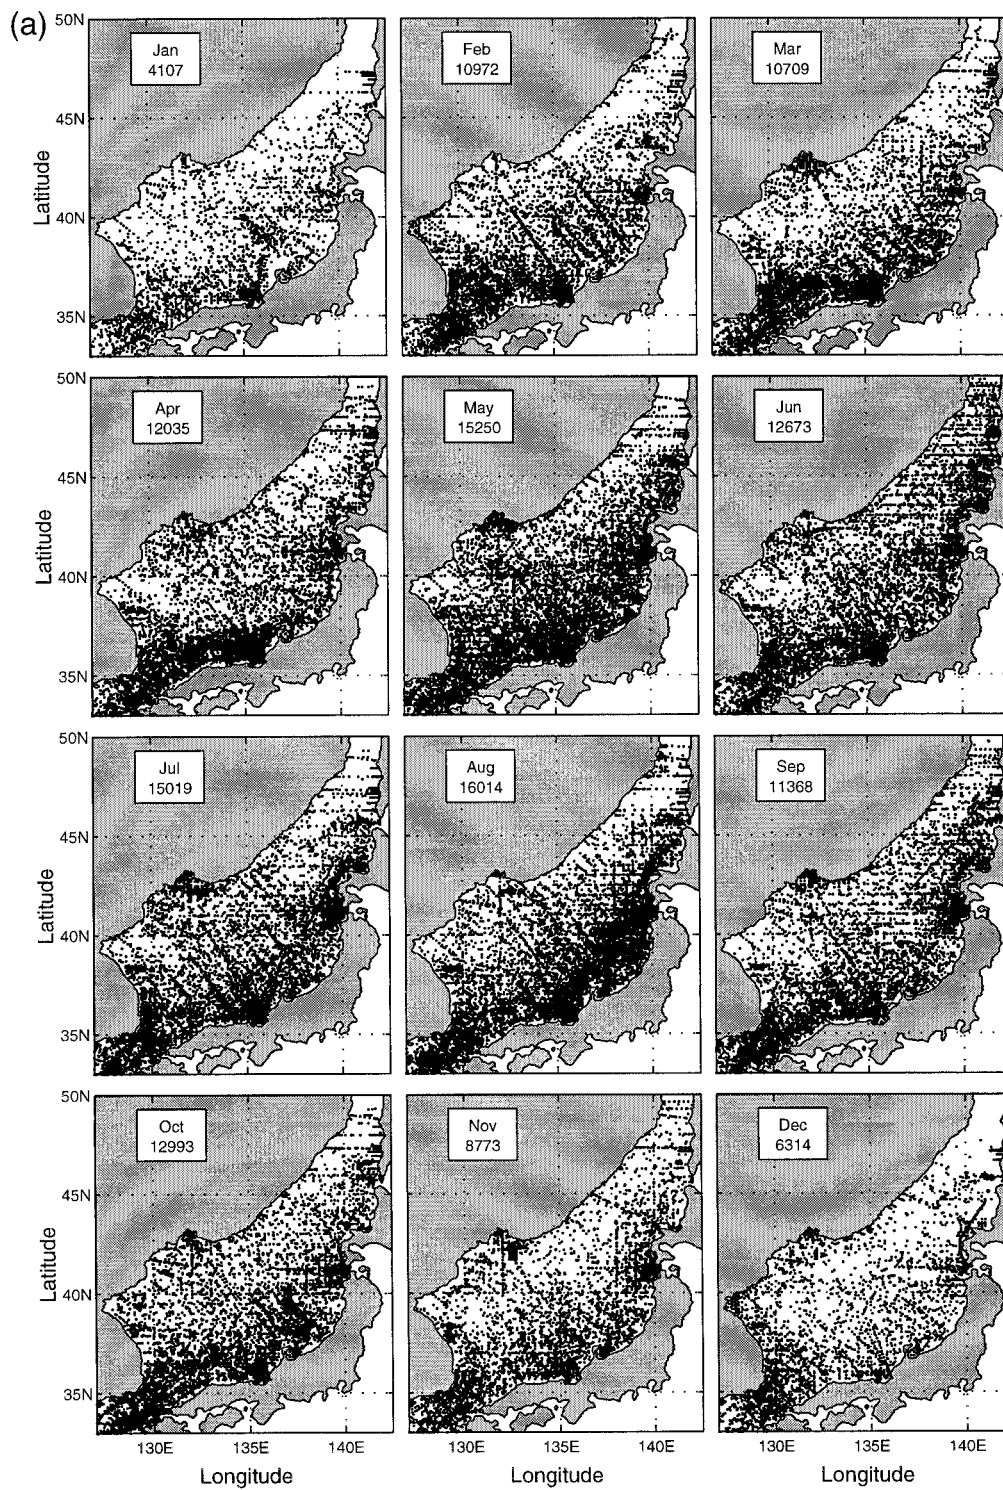 (a)
50N
Jan
4107
Feb
10972
Mar
10709
45N
Latitude
40N
35N
50N
Apr
12035
May
15250
Jun
12673
45N
Latitude
40N
35N
50N
Jul
15019
Aug
16014
Sep
11368
45N
Latitude
40N
35N
50N
Oct
12993
Nov
8773
Dec
6314
45N
Latitude
40N
35N
130E 135E 140E
130E 135E 140E
130E 135E 140E
Longitude
Longitude
Longitude